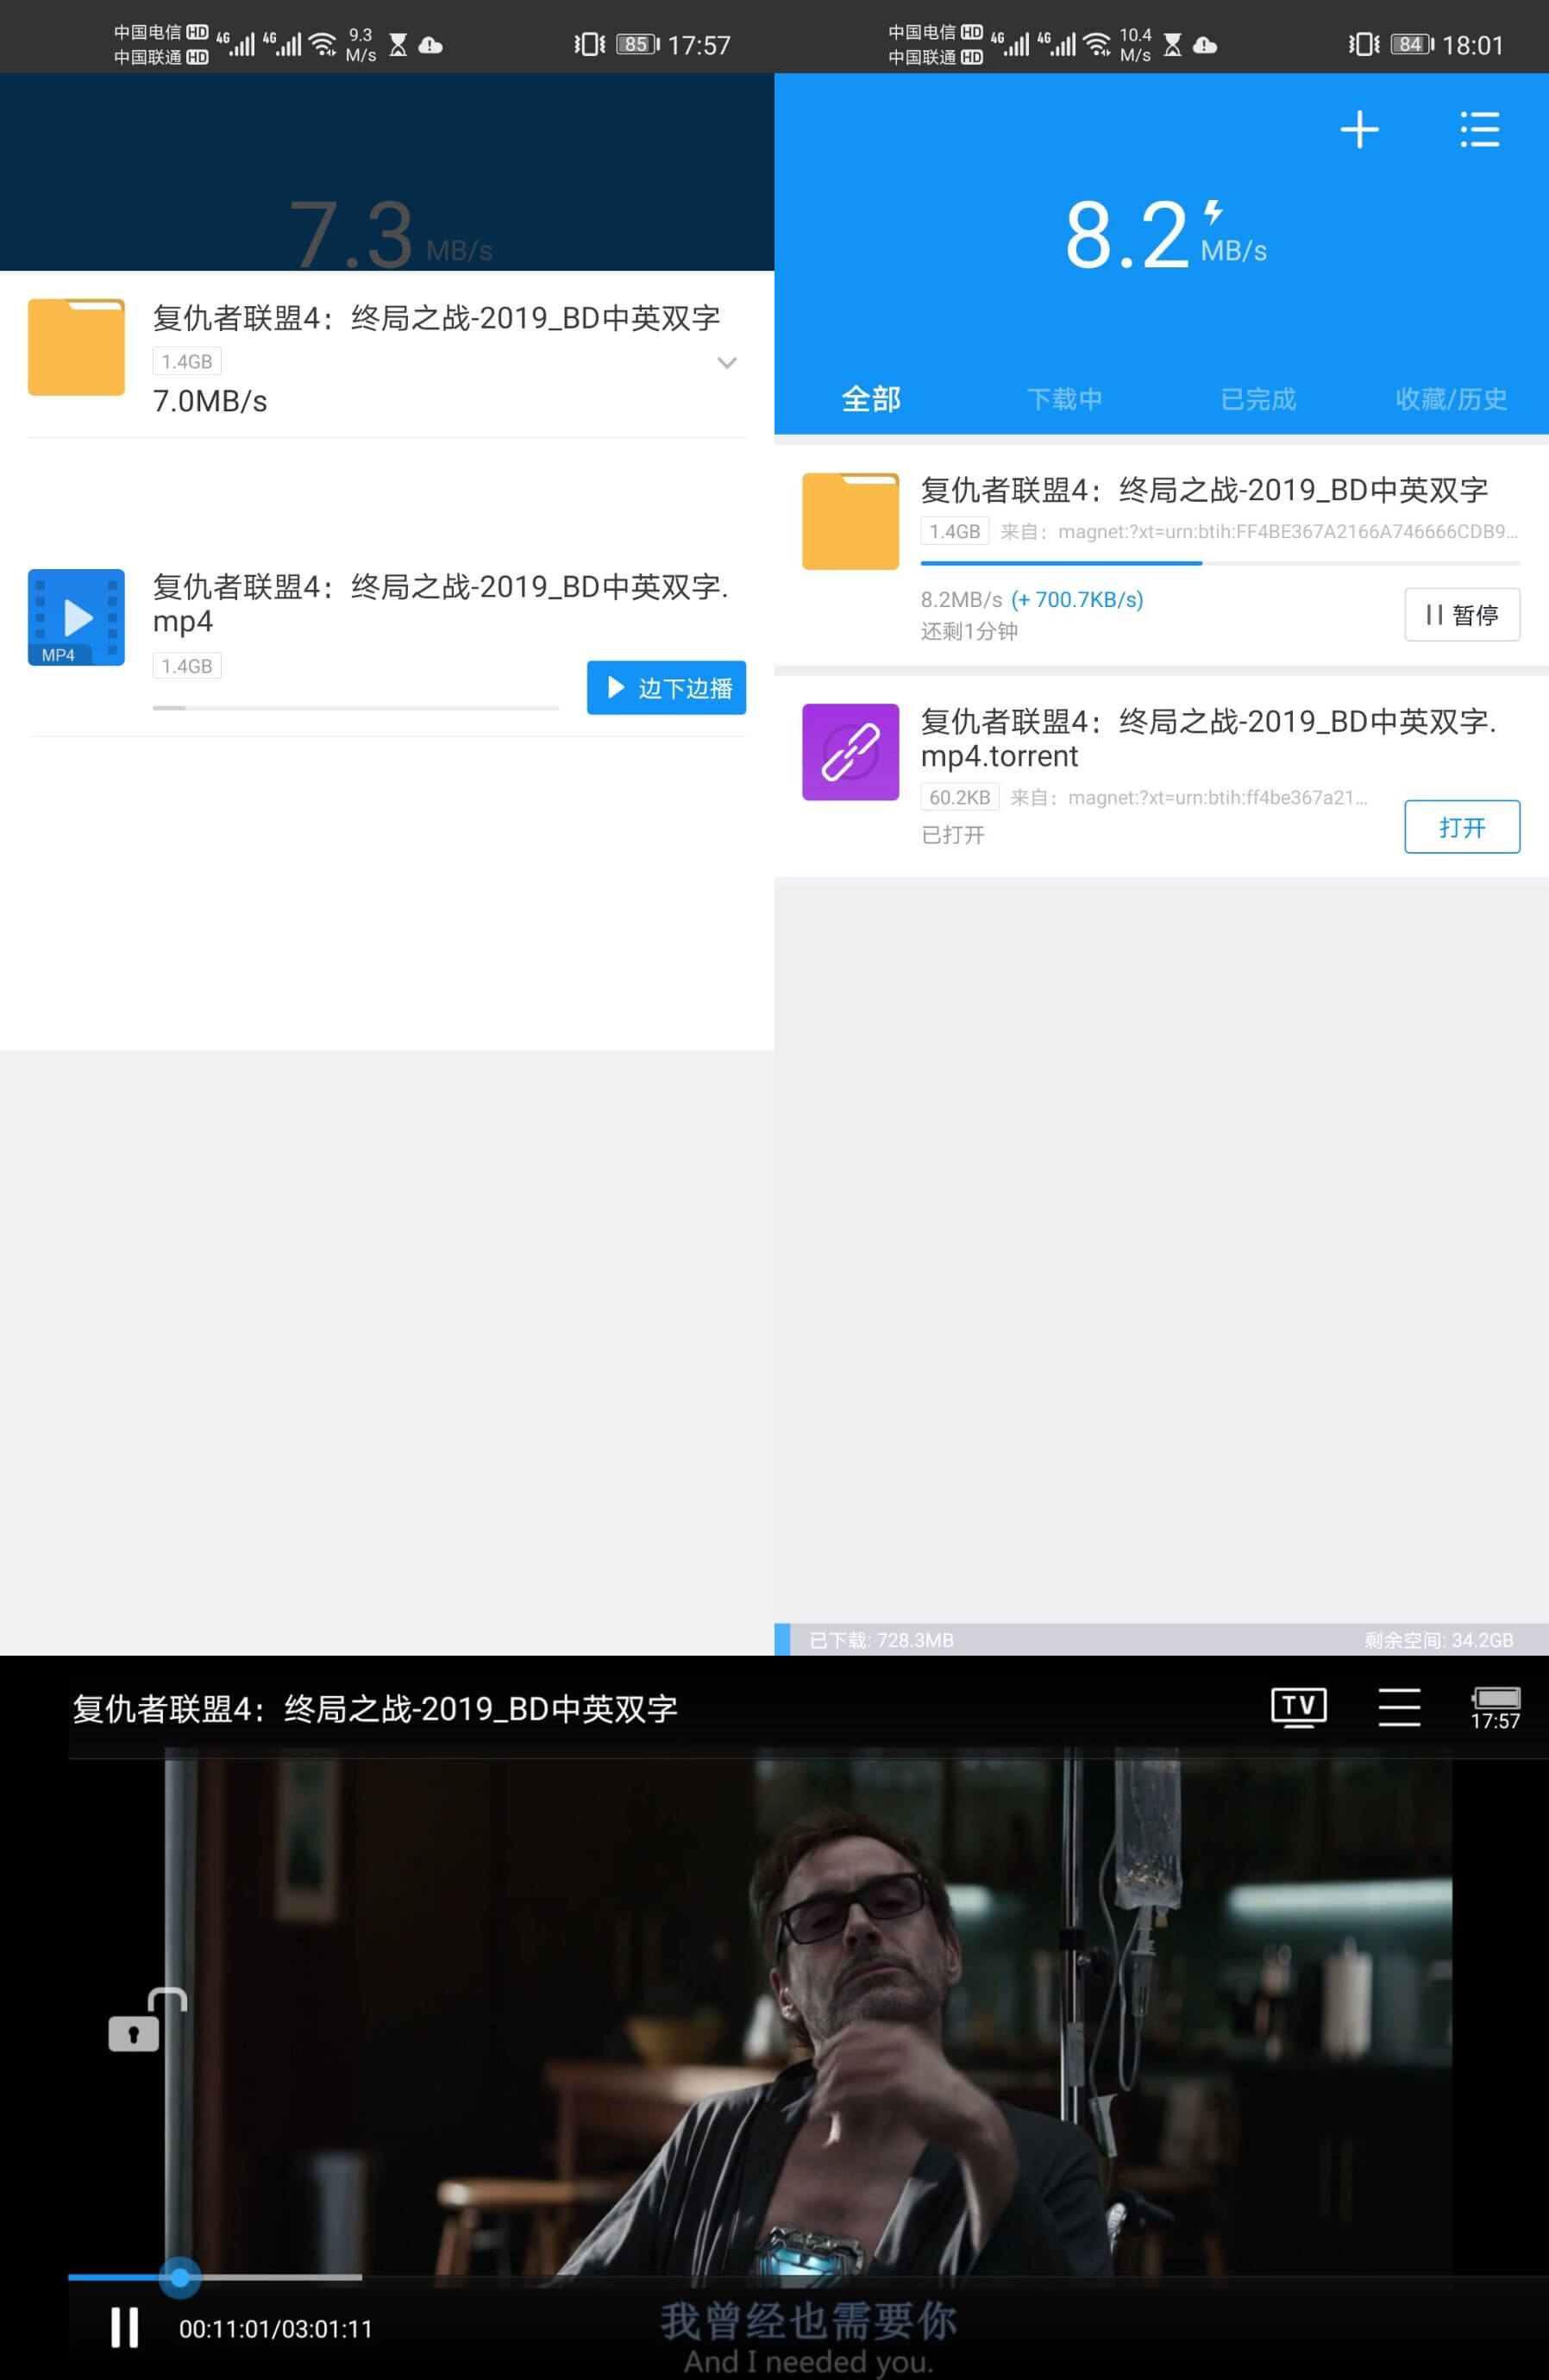 中国电信 HD 4G 4G 9.3 M/s 85 17:57
中国联通 HD
7.3 MB/s
复仇者联盟4：终局之战-2019_BD中英双字
1.4GB
7.0MB/s
复仇者联盟4：终局之战-2019_BD中英双字.
mp4
MP4
1.4GB
边下边播
中国电信 HD 4G 4G 10.4 M/s 84 18:01
中国联通 HD
8.2 MB/s
全部 下载中 已完成 收藏/历史
复仇者联盟4：终局之战-2019_BD中英双字
1.4GB 来自：magnet:?xt=urn:btih:FF4BE367A2166A746666CDB9...
8.2MB/s (+ 700.7KB/s)
还剩1分钟
暂停
复仇者联盟4：终局之战-2019_BD中英双字.
mp4.torrent
60.2KB 来自：magnet:?xt=urn:btih:ff4be367a21...
已打开
打开
已下载: 728.3MB 剩余空间: 34.2GB
复仇者联盟4：终局之战-2019_BD中英双字
TV
17:57
00:11:01/03:01:11
我曾经也需要你
And I needed you.